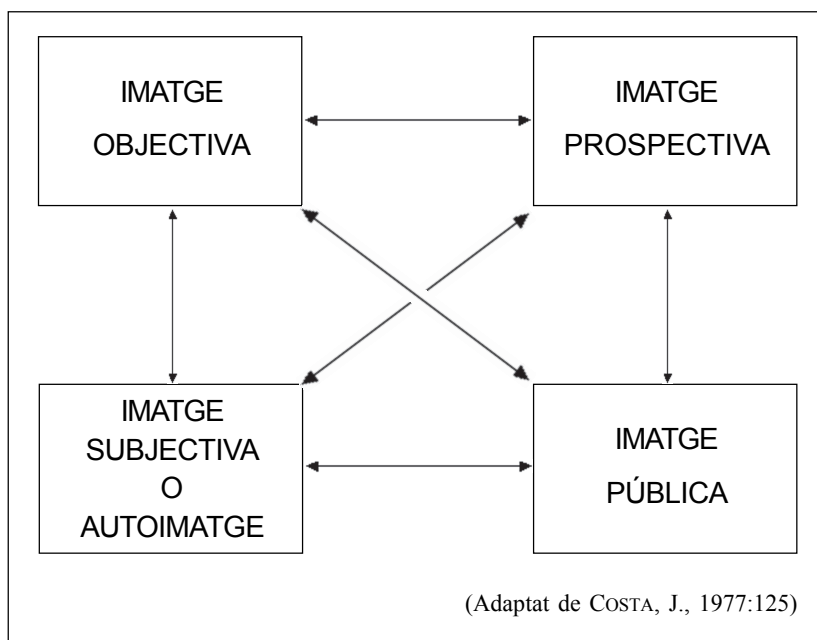 IMATGE
OBJECTIVA
IMATGE
PROSPECTIVA
IMATGE
SUBJECTIVA
O
AUTOIMATGE
IMATGE
PÚBLICA
(Adaptat de COSTA, J., 1977:125)